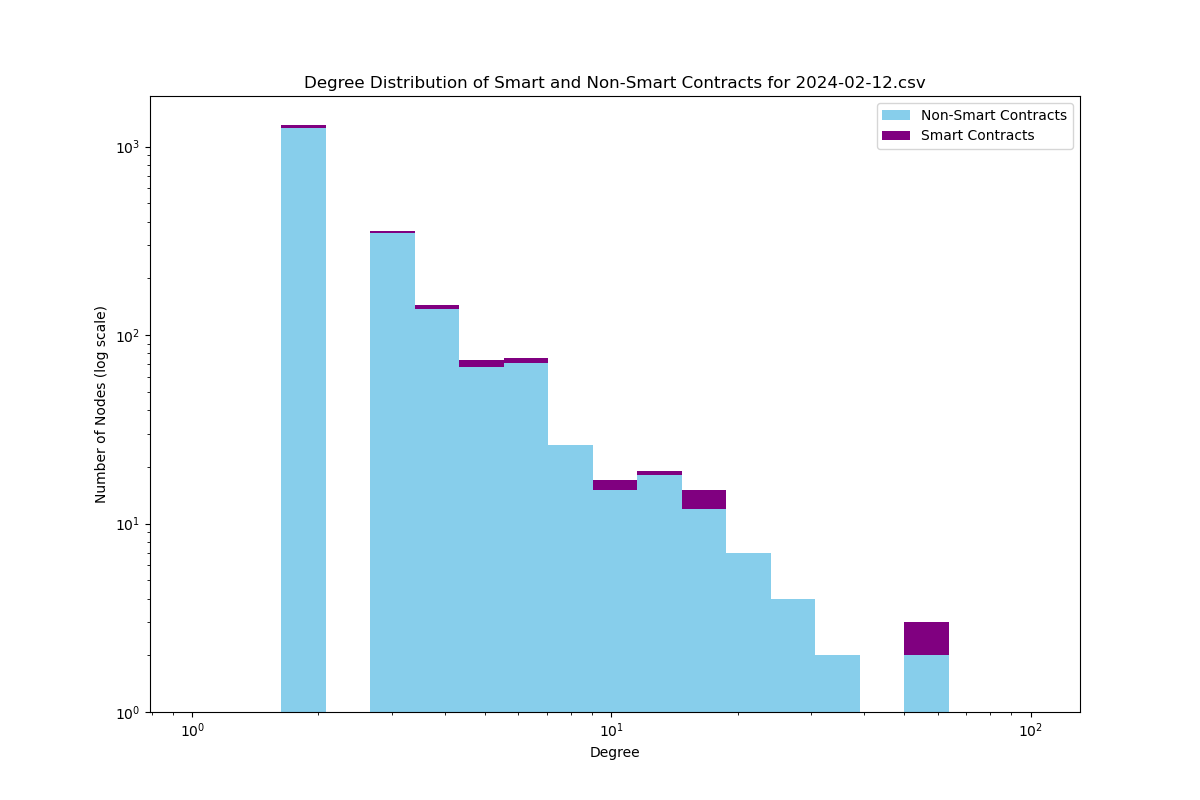 Degree Distribution of Smart and Non-Smart Contracts for 2024-02-12.csv
Non-Smart Contracts
Smart Contracts
Number of Nodes (log scale)
10³
10²
10¹
10⁰
10⁰ 10¹ 10²
Degree